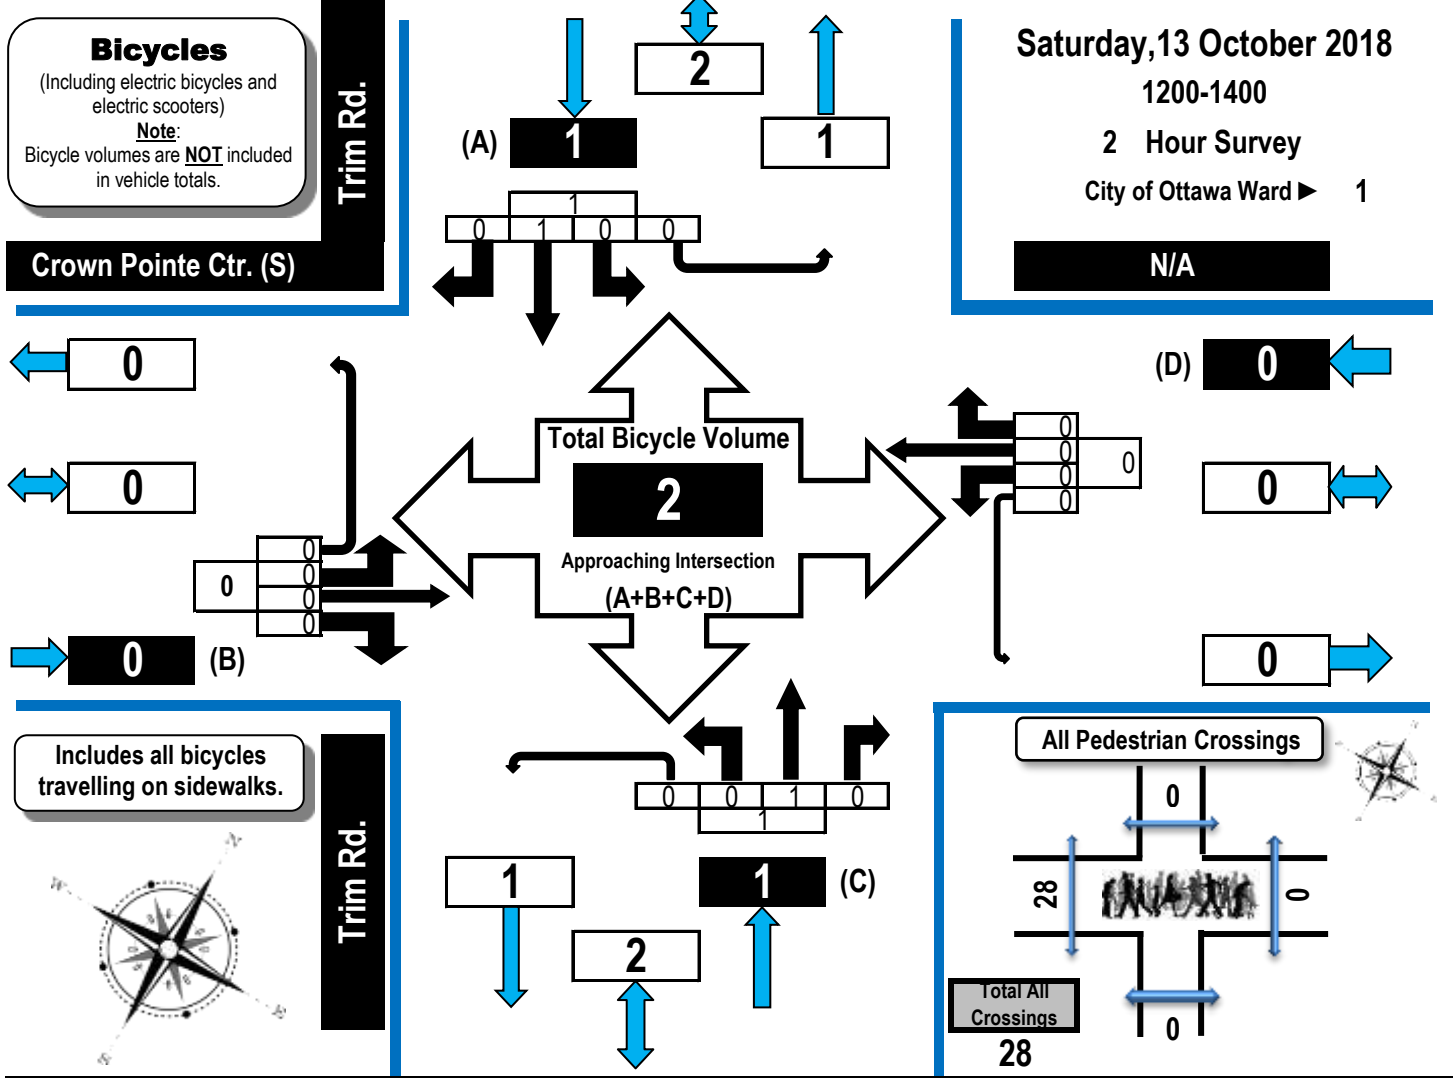 Bicycles
(Including electric bicycles and
electric scooters)
Note:
Bicycle volumes are NOT included
in vehicle totals.
Trim Rd.
Crown Pointe Ctr. (S)
2
(A) 1
1
1
0 1 0 0
Saturday,13 October 2018
1200-1400
2 Hour Survey
City of Ottawa Ward ► 1
N/A
0
0
0
0
0
0
0
0 (B)
Total Bicycle Volume
2
Approaching Intersection
(A+B+C+D)
(D) 0
0
0
0
0
0
0
0
0 0 1 0
1
1
1 (C)
2
Includes all bicycles
travelling on sidewalks.
Trim Rd.
N
W
E
S
All Pedestrian Crossings
0
28
0
0
Total All
Crossings
28